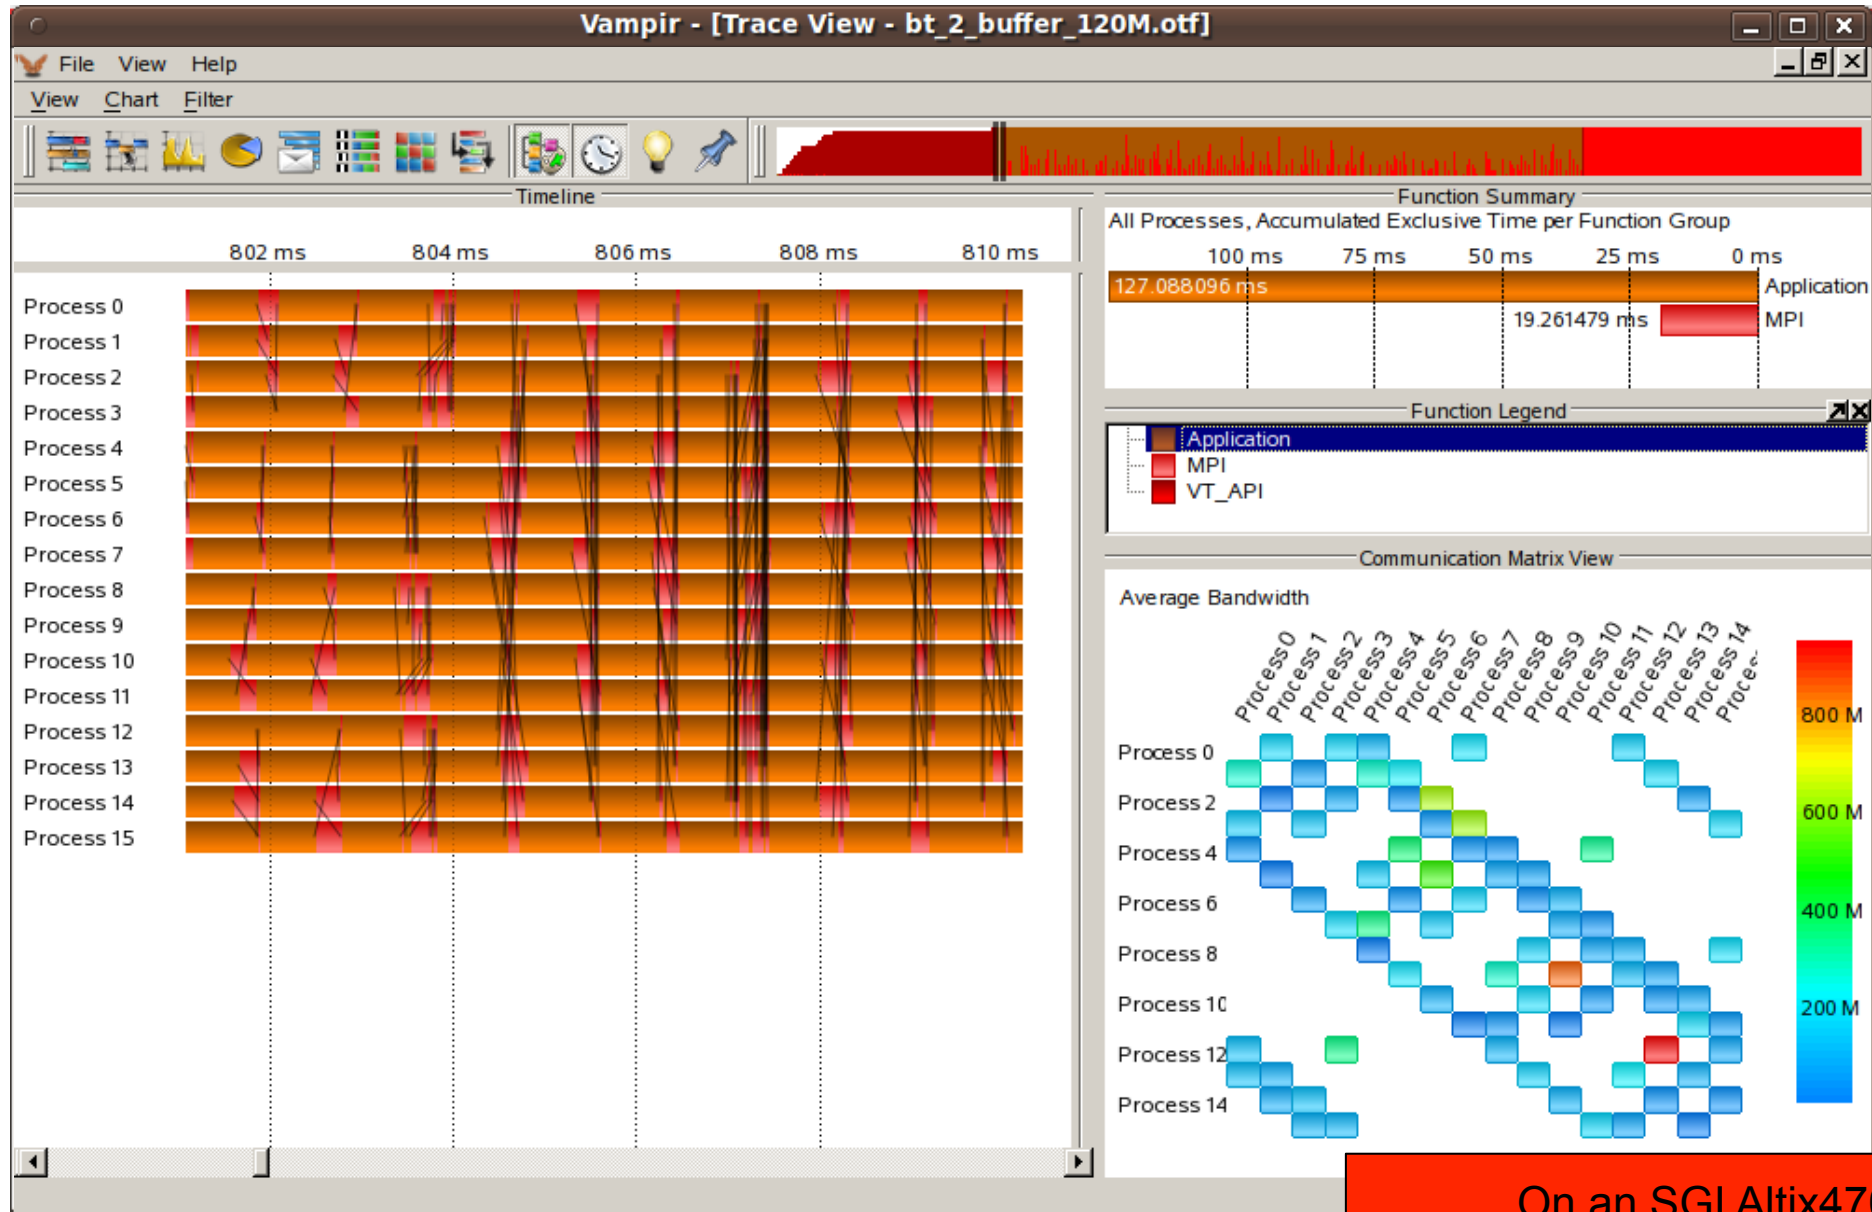 Vampir - [Trace View - bt_2_buffer_120M.otf]
File View Help
View Chart Filter
Timeline
802 ms 804 ms 806 ms 808 ms 810 ms
Process 0
Process 1
Process 2
Process 3
Process 4
Process 5
Process 6
Process 7
Process 8
Process 9
Process 10
Process 11
Process 12
Process 13
Process 14
Process 15
Function Summary
All Processes, Accumulated Exclusive Time per Function Group
100 ms 75 ms 50 ms 25 ms 0 ms
127.088096 ms Application
19.261479 ms MPI
Function Legend
Application
MPI
VT_API
Communication Matrix View
Average Bandwidth
Process 0 Process 1 Process 2 Process 3 Process 4 Process 5 Process 6 Process 7 Process 8 Process 9 Process 10 Process 11 Process 12 Process 13 Process 14
Process 0
Process 2
Process 4
Process 6
Process 8
Process 10
Process 12
Process 14
800 M
600 M
400 M
200 M
On an SGI